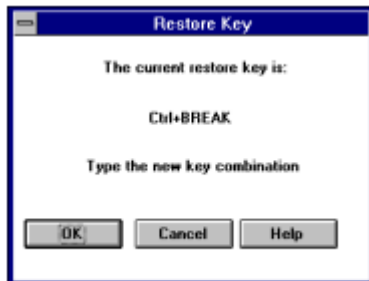 Restore Key
The current restore key is:
Ctrl+BREAK
Type the new key combination
OK Cancel Help